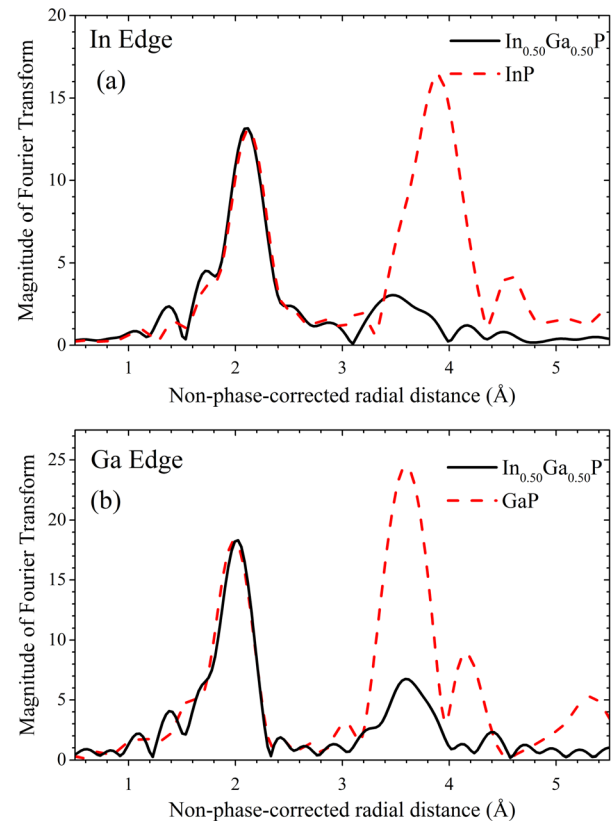 In Edge
(a)
In0.50Ga0.50P
InP
Magnitude of Fourier Transform
20
15
10
5
0
1 2 3 4 5
Non-phase-corrected radial distance (Å)
Ga Edge
(b)
In0.50Ga0.50P
GaP
Magnitude of Fourier Transform
25
20
15
10
5
0
1 2 3 4 5
Non-phase-corrected radial distance (Å)